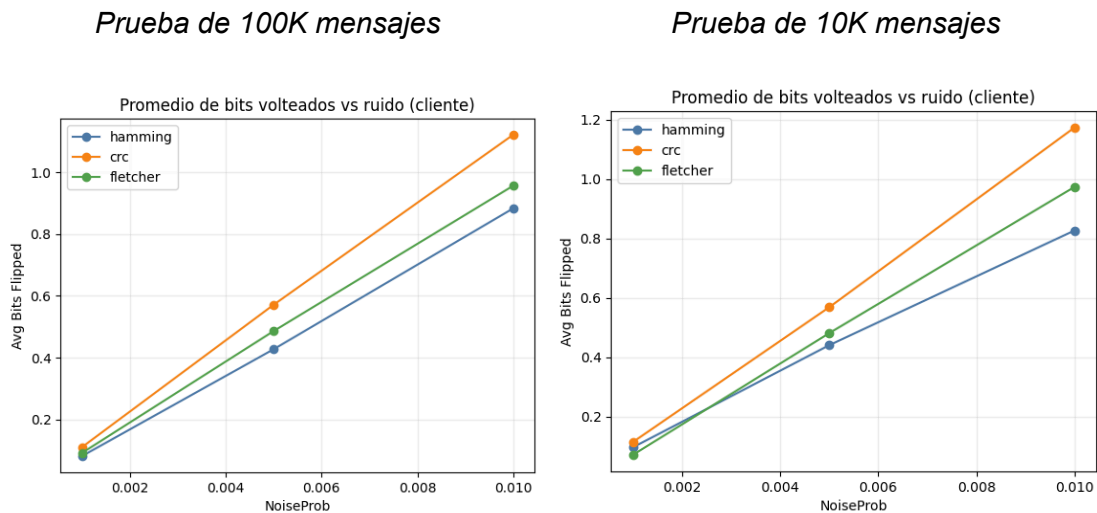 Prueba de 100K mensajes
Prueba de 10K mensajes
Promedio de bits volteados vs ruido (cliente)
hamming
crc
fletcher
1.0
0.8
0.6
0.4
0.2
Avg Bits Flipped
0.002
0.004
0.006
0.008
0.010
NoiseProb
Promedio de bits volteados vs ruido (cliente)
hamming
crc
fletcher
1.2
1.0
0.8
0.6
0.4
0.2
Avg Bits Flipped
0.002
0.004
0.006
0.008
0.010
NoiseProb